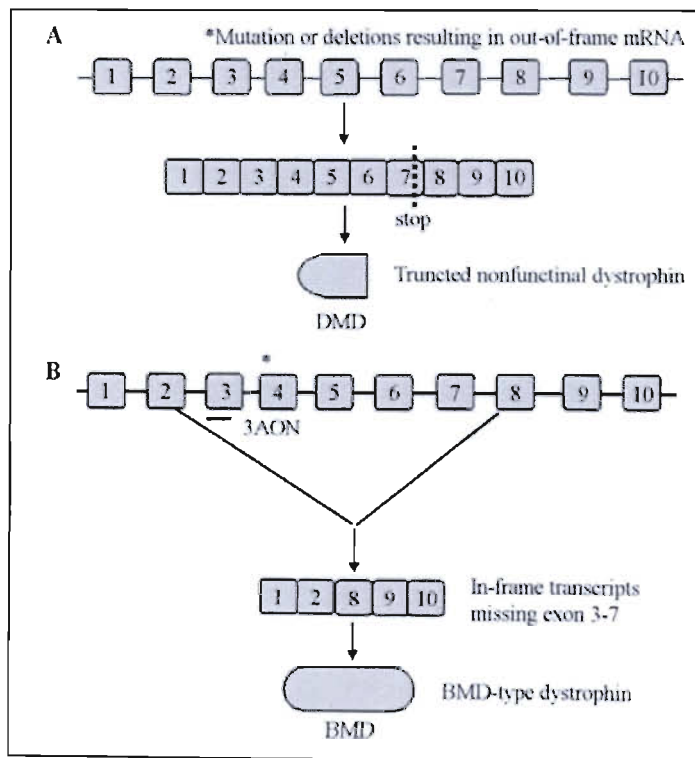 A
*Mutation or deletions resulting in out-of-frame mRNA
1 2 3 4 5 6 7 8 9 10
1 2 3 4 5 6 7 8 9 10
stop
Truncted nonfunctinal dystrophin
DMD
B
*
1 2 3 4 5 6 7 8 9 10
3AON
1 2 8 9 10
In-frame transcripts
missing exon 3-7
BMD-type dystrophin
BMD